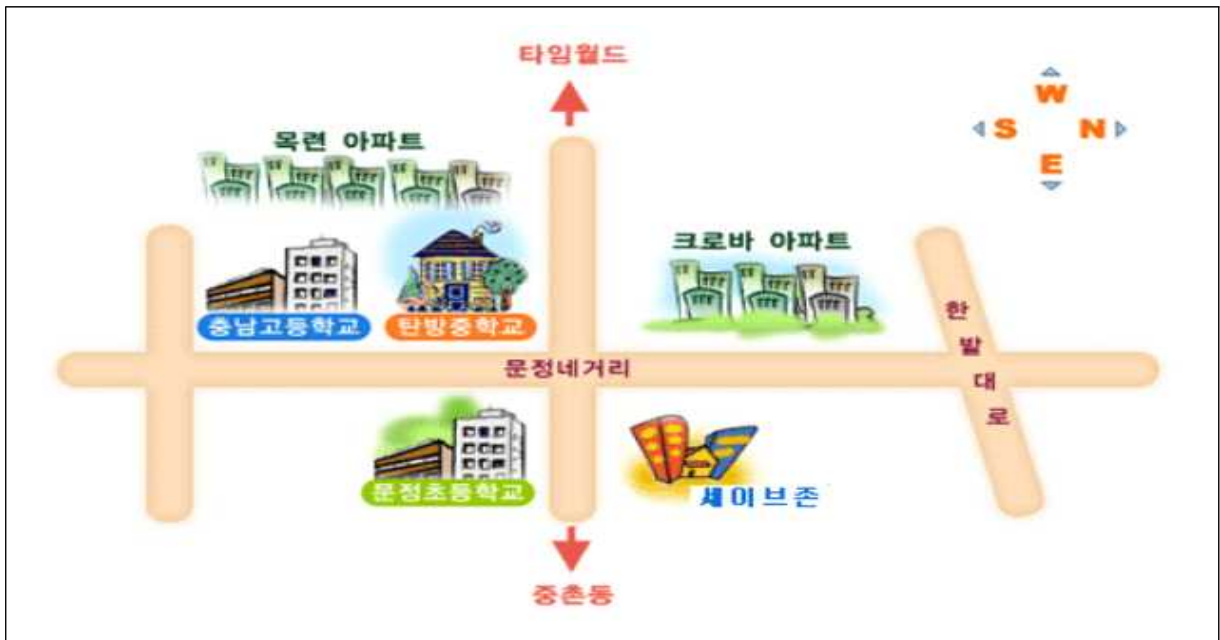 타임월드
W
S N
E
목련 아파트
크로바 아파트
충남고등학교
탄방중학교
한밭대로
문정네거리
문정초등학교
세이브존
중촌동